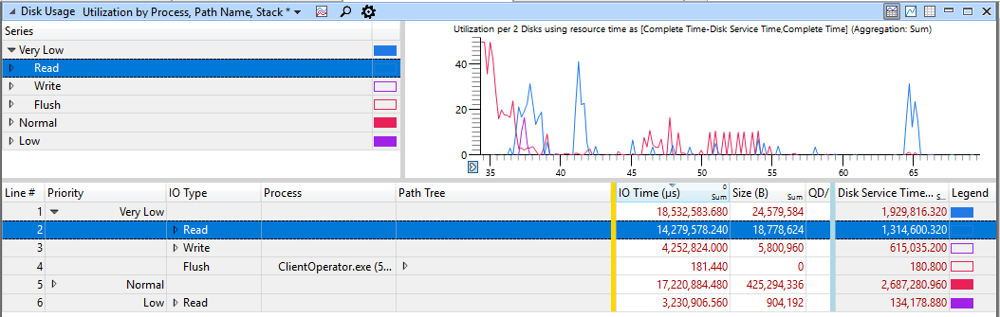 Disk Usage Utilization by Process, Path Name, Stack *
Series
Very Low
Read
Write
Flush
Normal
Low
Utilization per 2 Disks using resource time as [Complete Time-Disk Service Time,Complete Time] (Aggregation: Sum)
40
20
0
35 40 45 50 55 60 65
Line # Priority IO Type Process Path Tree IO Time (µs) 0 Sum Size (B) Sum QD/ Disk Service Time... S... Legend
1 Very Low 18,532,583.680 24,579,584 1,929,816.320
2 Read 14,279,578.240 18,778,624 1,314,600.320
3 Write 4,252,824.000 5,800,960 615,035.200
4 Flush ClientOperator.exe (5... 181.440 0 180.800
5 Normal 17,220,884.480 425,294,336 2,687,280.960
6 Low Read 3,230,906.560 904,192 134,178.880